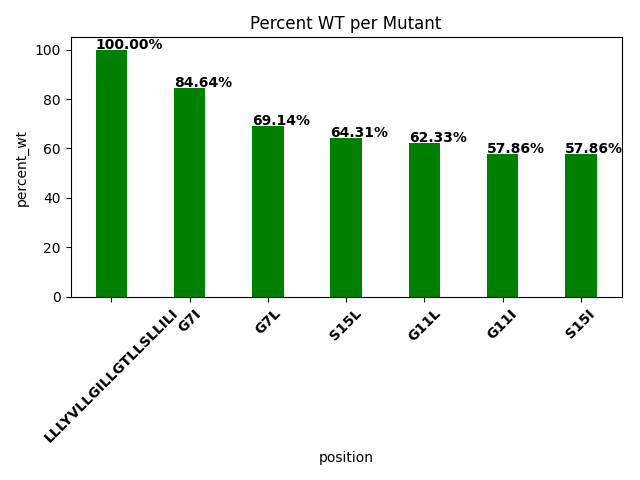 Percent WT per Mutant
percent_wt
100
80
60
40
20
0
100.00%
84.64%
69.14%
64.31%
62.33%
57.86%
57.86%
LLLYVLLGILLGTLLSLLILI
G7I
G7L
S15L
G11L
G11I
S15I
position